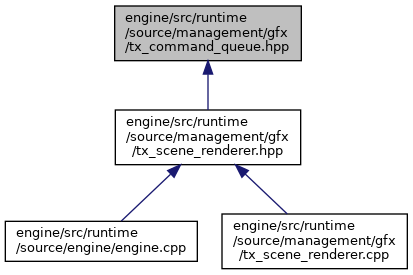 engine/src/runtime
/source/management/gfx
/tx_command_queue.hpp
engine/src/runtime
/source/management/gfx
/tx_scene_renderer.hpp
engine/src/runtime
/source/engine/engine.cpp
engine/src/runtime
/source/management/gfx
/tx_scene_renderer.cpp